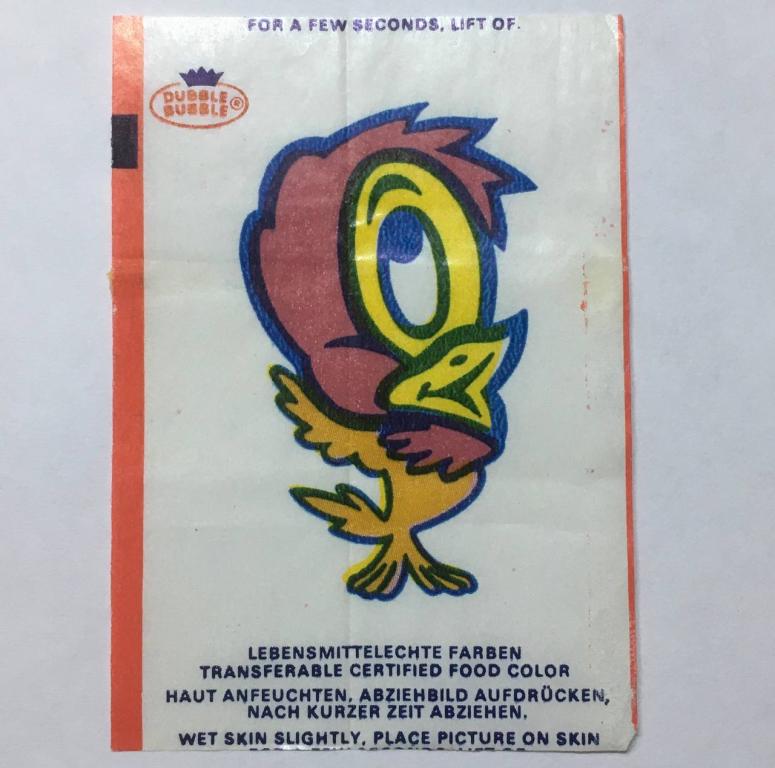 FOR A FEW SECONDS, LIFT OF.
DUBBLE
BUBBLE®
LEBENSMITTELECHTE FARBEN
TRANSFERABLE CERTIFIED FOOD COLOR
HAUT ANFEUCHTEN, ABZIEHBILD AUFDRÜCKEN,
NACH KURZER ZEIT ABZIEHEN.
WET SKIN SLIGHTLY, PLACE PICTURE ON SKIN